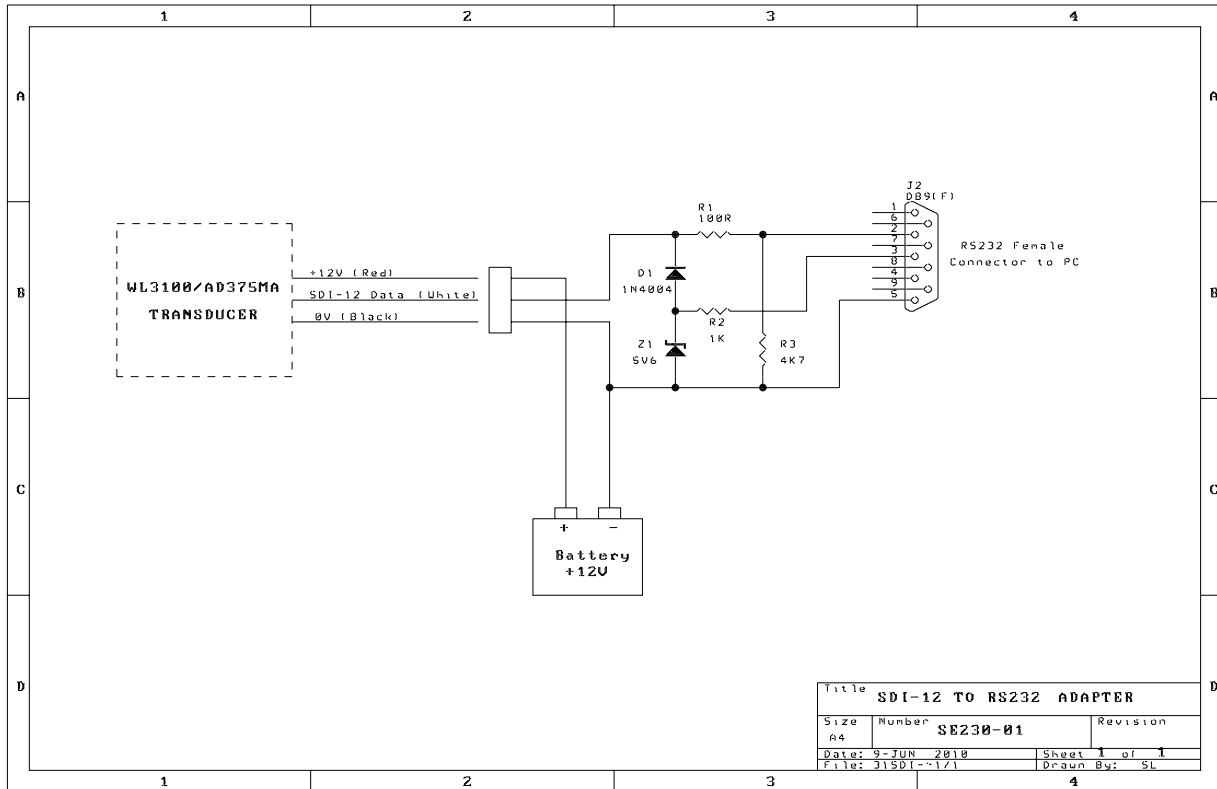 1 2 3 4
A A
J2
DB9(F)
R1
100R
1
6
2
7
3
8
4
9
5
RS232 Female
Connector to PC
+12V (Red)
SDI-12 Data (White)
0V (Black)
WL3100/AD375MA
TRANSDUCER
D1
1N4004
R2
1K
Z1
5V6
R3
4K7
B B
C C
+ -
Battery
+12V
D D
Title SDI-12 TO RS232 ADAPTER
Size Number Revision
A4 SE230-01
Date: 9-JUN 2010 Sheet 1 of 1
File: 31SDI-~1/1 Drawn By: SL
1 2 3 4